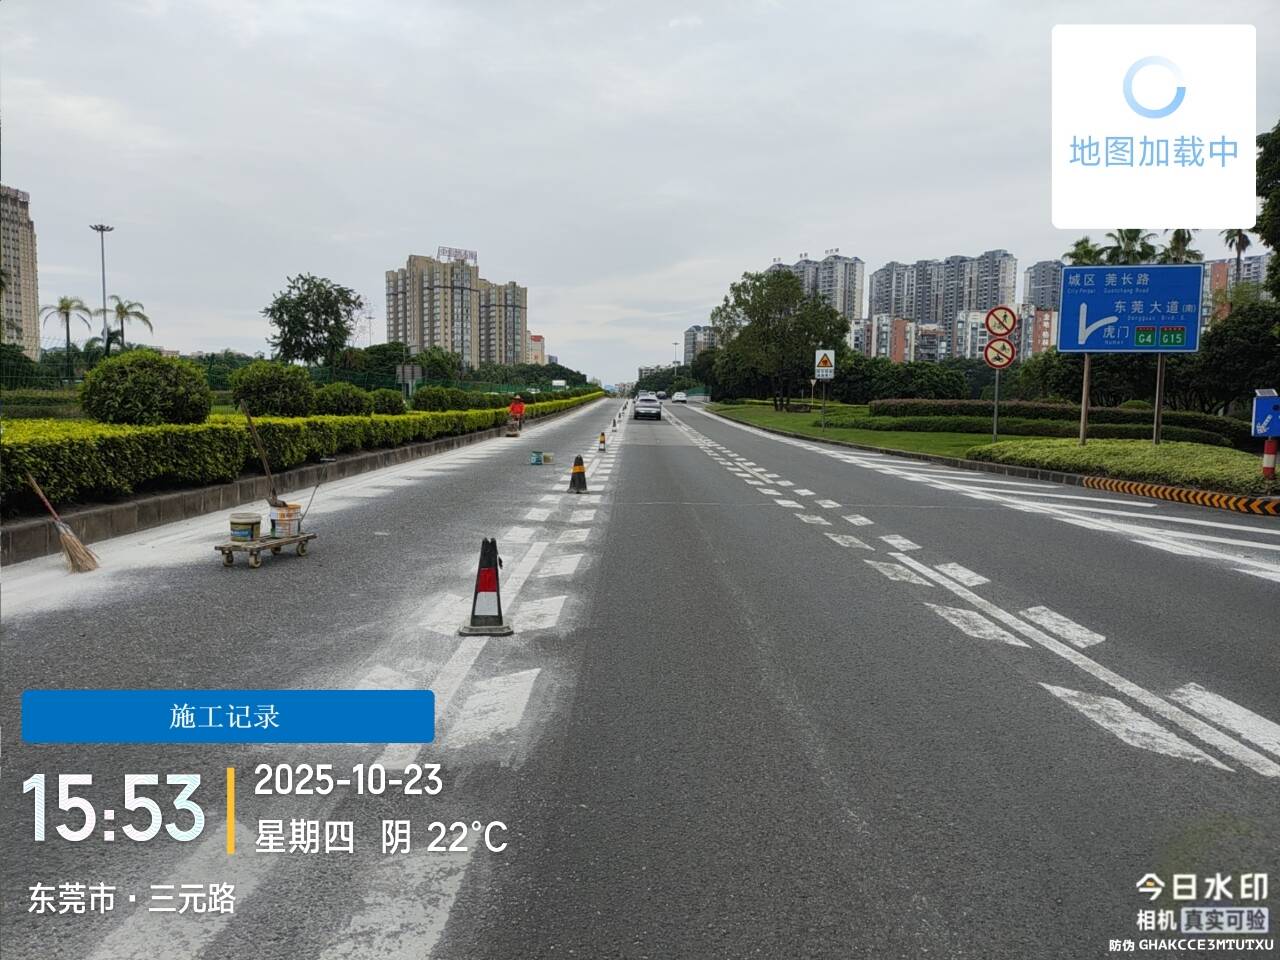 地图加载中
城区 莞长路
东莞大道(南)
虎门
Humen
G4 G15
施工记录
15:53
2025-10-23
星期四 阴 22°C
东莞市·三元路
今日水印
相机 真实可验
防伪 GHAKCCE3MTUTXU